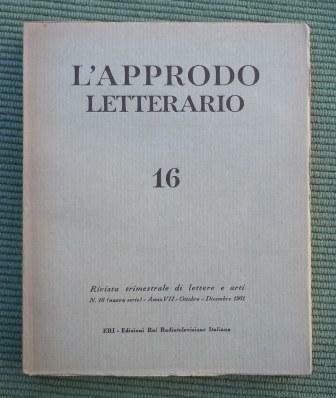 L'APPRODO
LETTERARIO
16
Rivista trimestrale di lettere e arti
N. 16 (nuova serie) - Anno VII - Ottobre - Dicembre 1961
ERI - Edizioni Rai Radiotelevisione Italiana